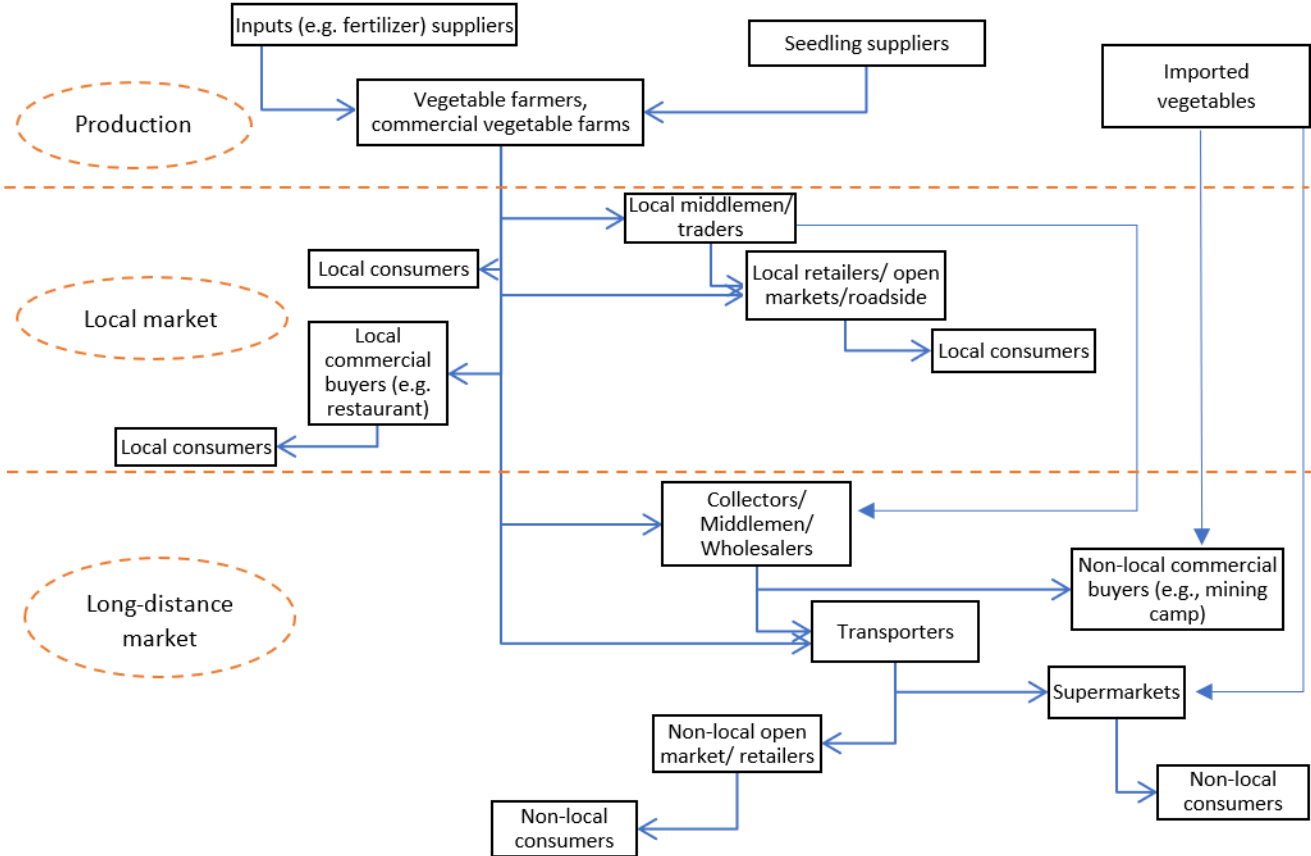 Inputs (e.g. fertilizer) suppliers
Seedling suppliers
Imported
vegetables
Vegetable farmers,
commercial vegetable farms
Production
Local middlemen/
traders
Local consumers
Local retailers/ open
markets/roadside
Local market
Local
commercial
buyers (e.g.
restaurant)
Local consumers
Local consumers
Collectors/
Middlemen/
Wholesalers
Non-local commercial
buyers (e.g., mining
camp)
Long-distance
market
Transporters
Supermarkets
Non-local open
market/ retailers
Non-local
consumers
Non-local
consumers